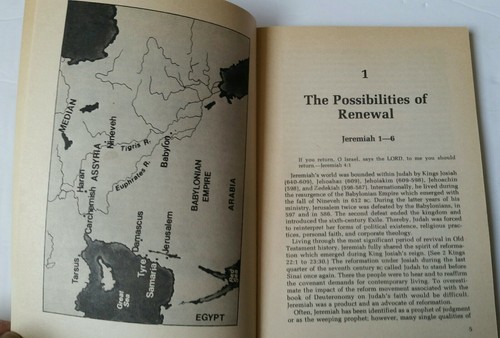 MEDIAN
Nineveh
Tigris R.
ASSYRIA
Haran
Carchemish
Euphrates R.
Babylon
BABYLONIAN
EMPIRE
ARABIA
Damascus
Jerusalem
Tyre
Samaria
Tarsus
Great
Sea
Red
Sea
EGYPT
1
The Possibilities of
Renewal
Jeremiah 1—6
If you return, O Israel, says the LORD, to me you should
return.—Jeremiah 4:1
Jeremiah's world was bounded within Judah by Kings Josiah
(640-609), Jehoahaz (609), Jehoiakim (609-598), Jehoiachin
(598), and Zedekiah (598-587). Internationally, he lived during
the resurgence of the Babylonian Empire which emerged with
the fall of Nineveh in 612 BC. During the latter years of his
ministry, Jerusalem twice was defeated by the Babylonians, in
597 and in 586. The second defeat ended the kingdom and
introduced the sixth-century Exile. Thereby, Judah was forced
to reinterpret her forms of political existence, religious prac-
tices, personal faith, and corporate theology.
Living through the most significant period of revival in Old
Testament history, Jeremiah fully shared the spirit of reforma-
tion which emerged during King Josiah's reign. (See 2 Kings
22:1 to 23:30.) The reformation under Josiah during the last
quarter of the seventh century BC called Judah to stand before
Sinai once again. There the people were to hear and to reaffirm
the covenant demands for contemporary living. To overesti-
mate the impact of the reform movement associated with the
book of Deuteronomy on Judah's faith would be difficult.
Jeremiah was a product and an advocate of reformation.
Often, Jeremiah has been identified as a prophet of judgment
or as the weeping prophet; however, many single qualities of
9